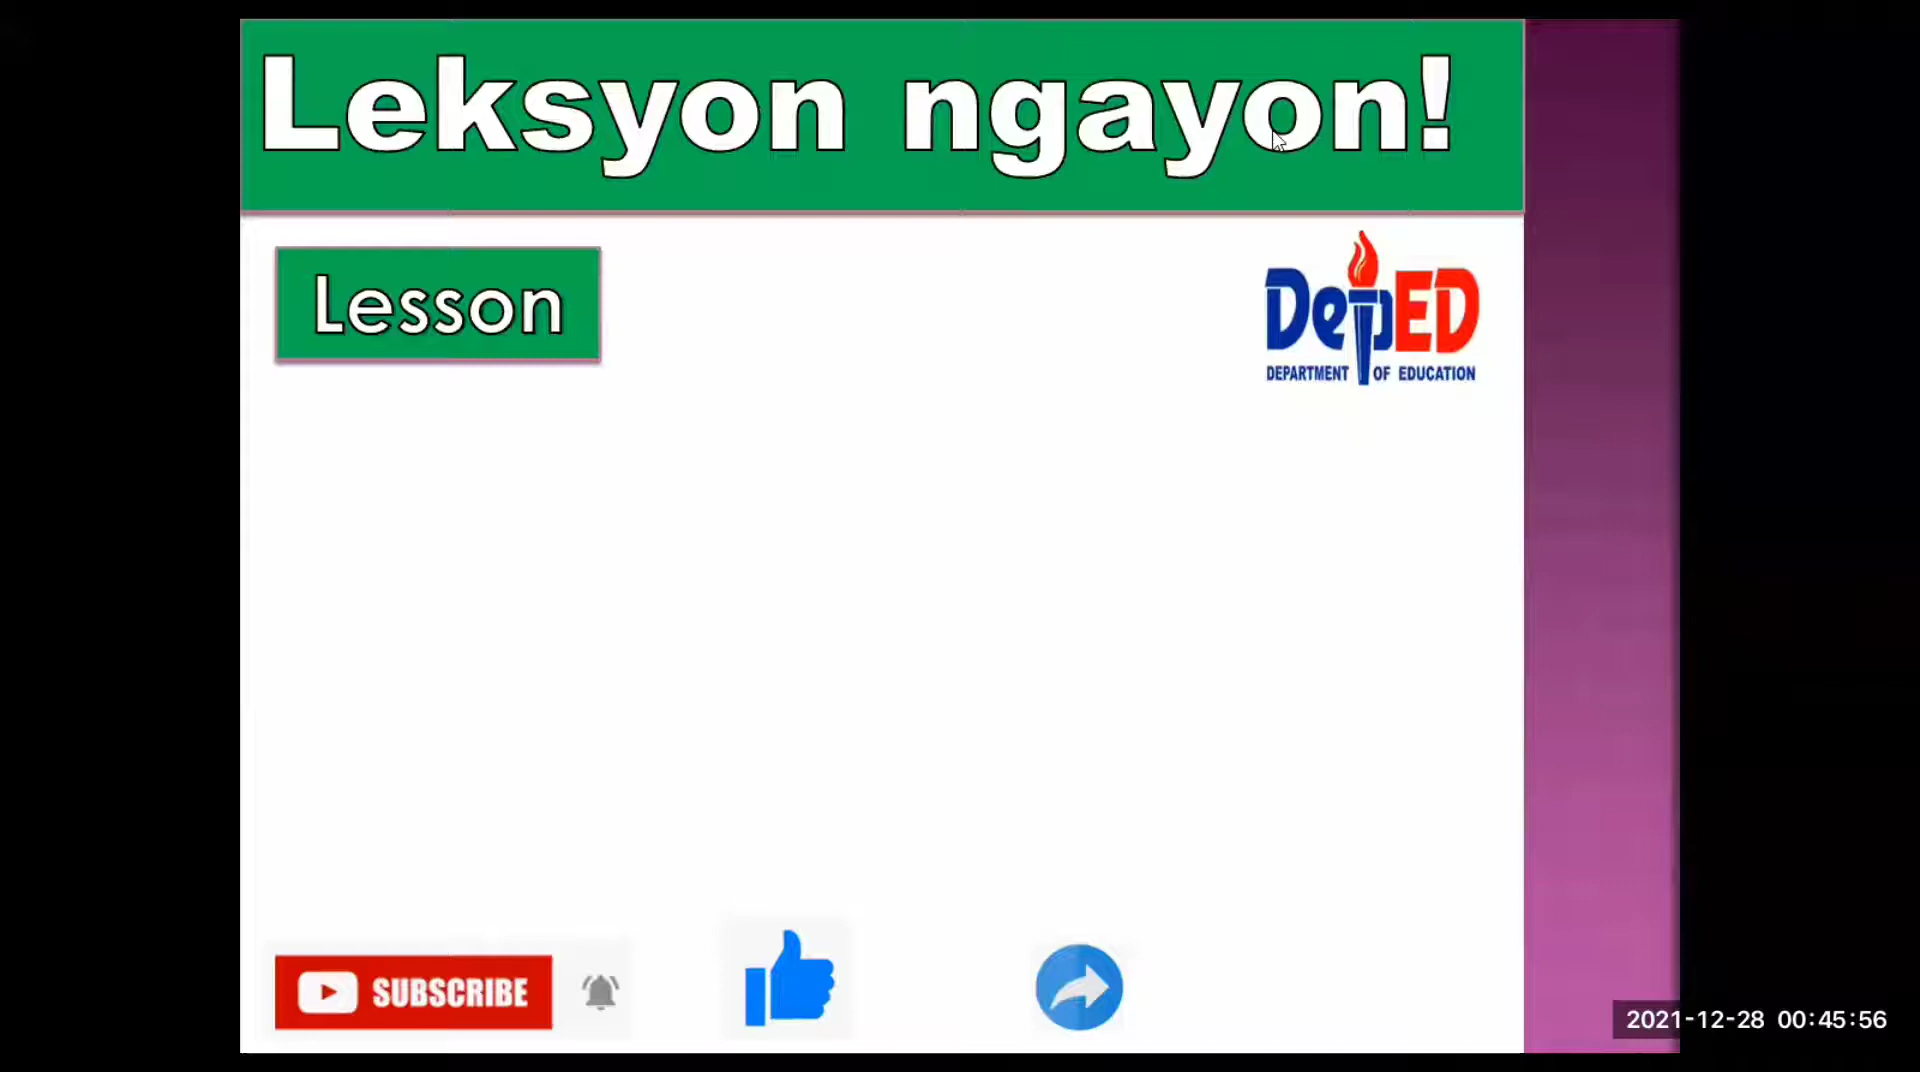 Leksyon ngayon!
Lesson
DepED
DEPARTMENT OF EDUCATION
SUBSCRIBE
2021-12-28 00:45:56